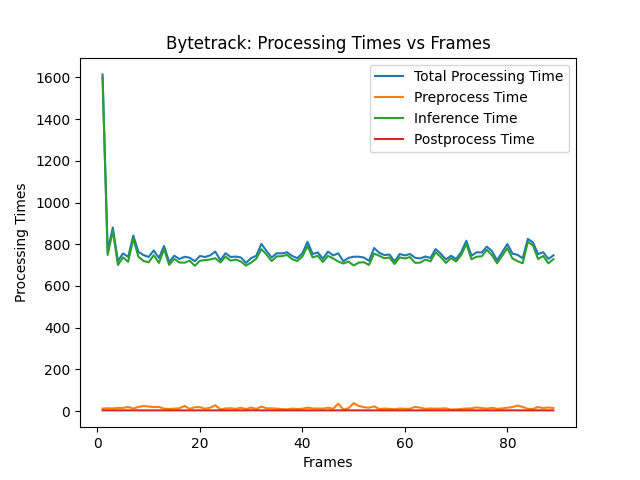 Bytetrack: Processing Times vs Frames
Total Processing Time
Preprocess Time
Inference Time
Postprocess Time
Processing Times
1600
1400
1200
1000
800
600
400
200
0
0 20 40 60 80
Frames